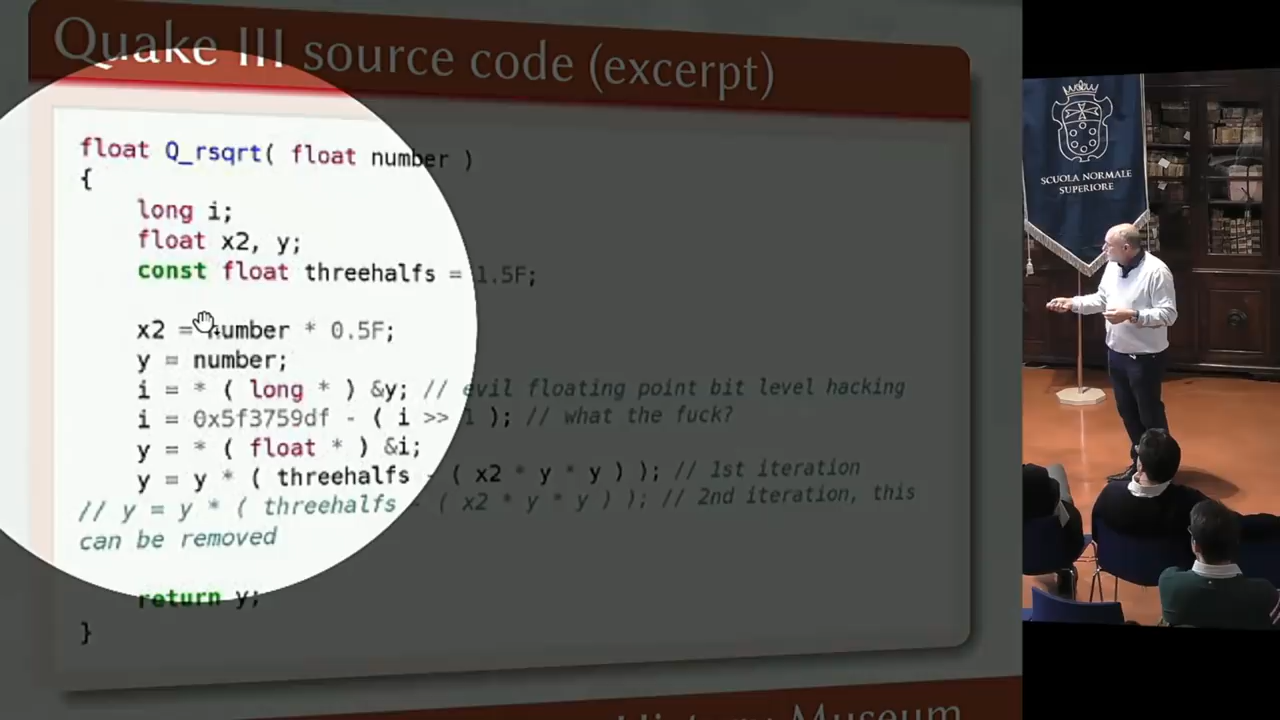 Quake III source code (excerpt)
float Q_rsqrt( float number )
{
long i;
float x2, y;
const float threehalfs = 1.5F;
x2 = number * 0.5F;
y = number;
i = * ( long * ) &y; // evil floating point bit level hacking
i = 0x5f3759df - ( i >> 1 ); // what the fuck?
y = * ( float * ) &i;
y = y * ( threehalfs - ( x2 * y * y ) ); // 1st iteration
// y = y * ( threehalfs - ( x2 * y * y ) ); // 2nd iteration, this
can be removed
return y;
}
History Museum
SCUOLA NORMALE
SUPERIORE